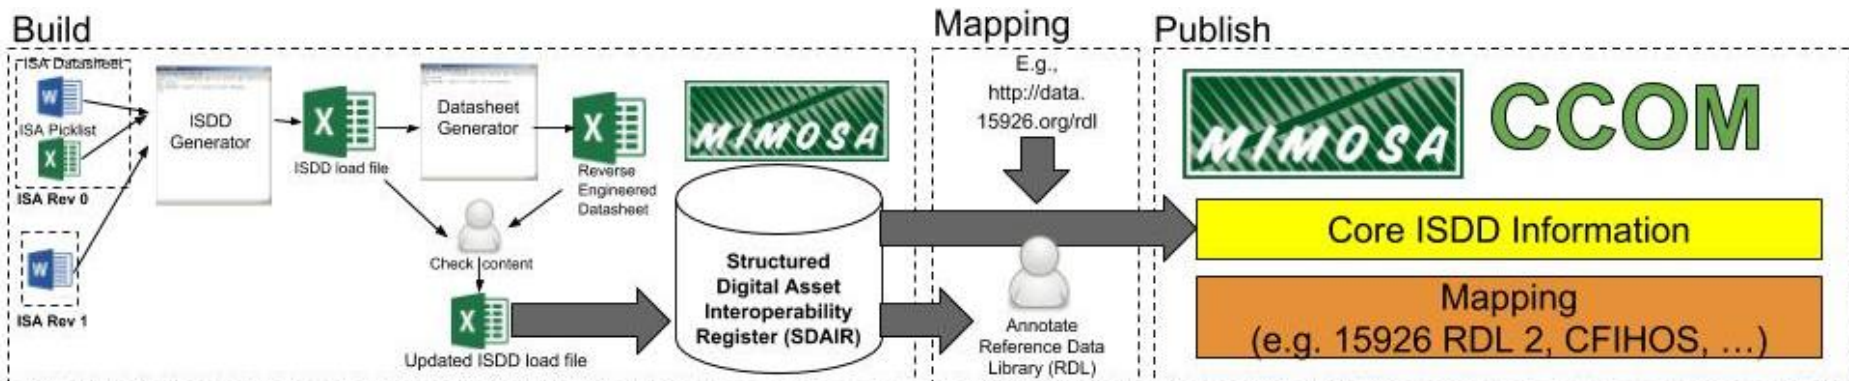 Build
ISA Datasheet
W
ISA Picklist
X
ISA Rev 0
W
ISA Rev 1
ISDD
Generator
X
ISDD load file
Datasheet
Generator
X
Reverse
Engineered
Datasheet
Check content
X
Updated ISDD load file
MIMOSA
Structured
Digital Asset
Interoperability
Register (SDAIR)
Mapping
E.g.,
http://data.
15926.org/rdl
Annotate
Reference Data
Library (RDL)
Publish
MIMOSA
CCOM
Core ISDD Information
Mapping
(e.g. 15926 RDL 2, CFIHOS, …)